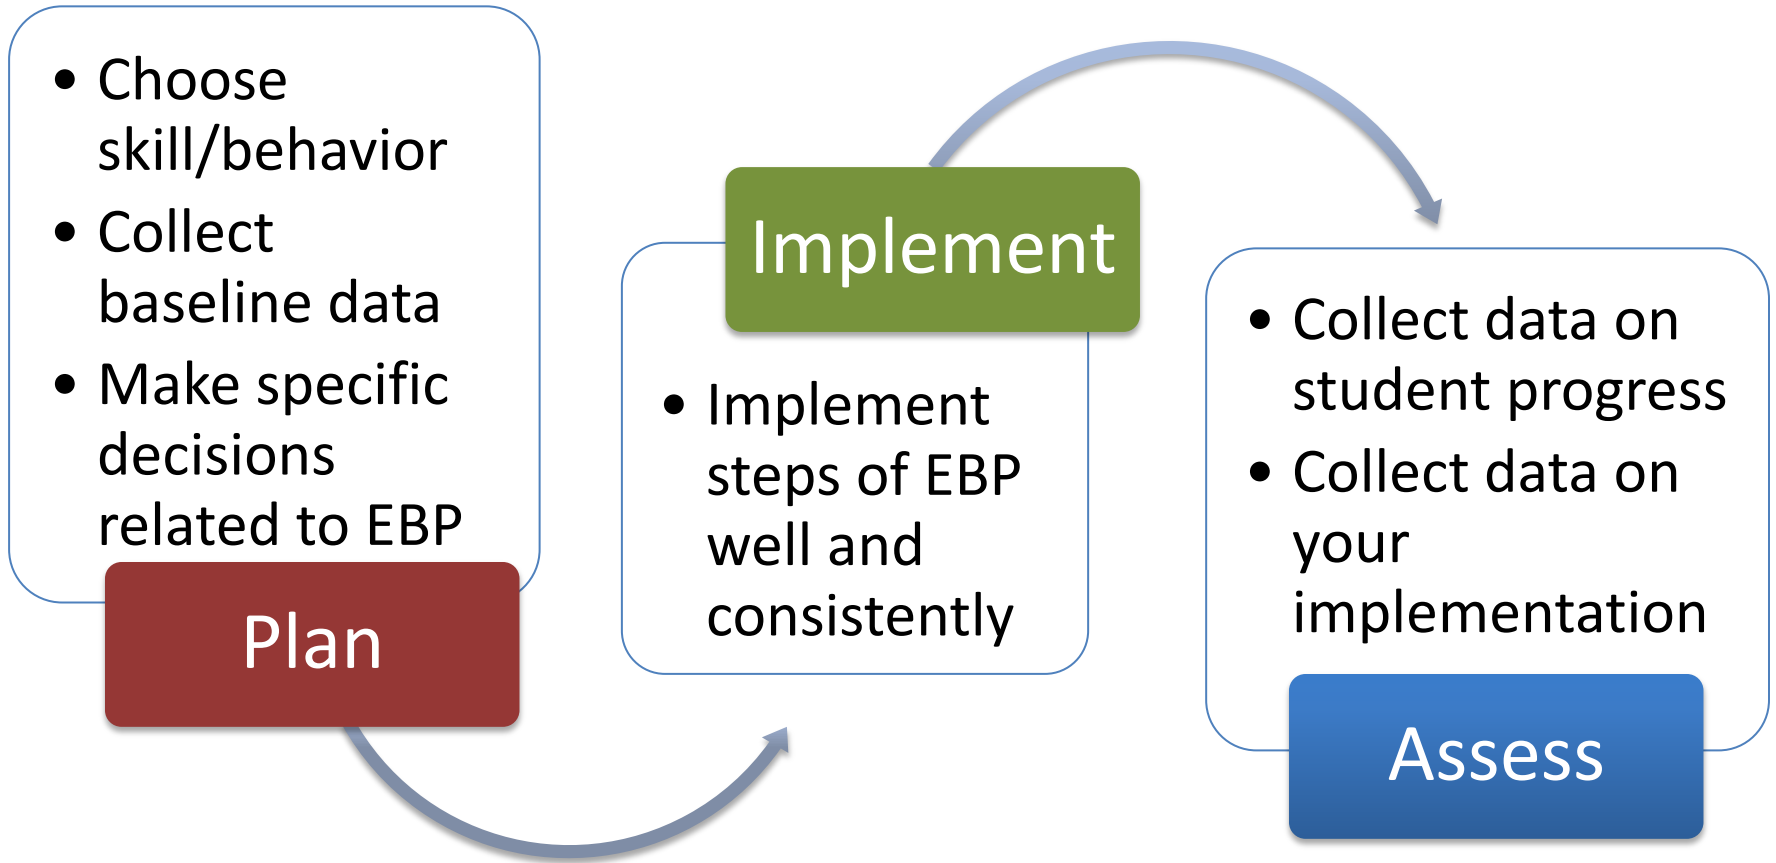 • Choose
skill/behavior
• Collect
baseline data
• Make specific
decisions
related to EBP
Plan
Implement
• Implement
steps of EBP
well and
consistently
• Collect data on
student progress
• Collect data on
your
implementation
Assess